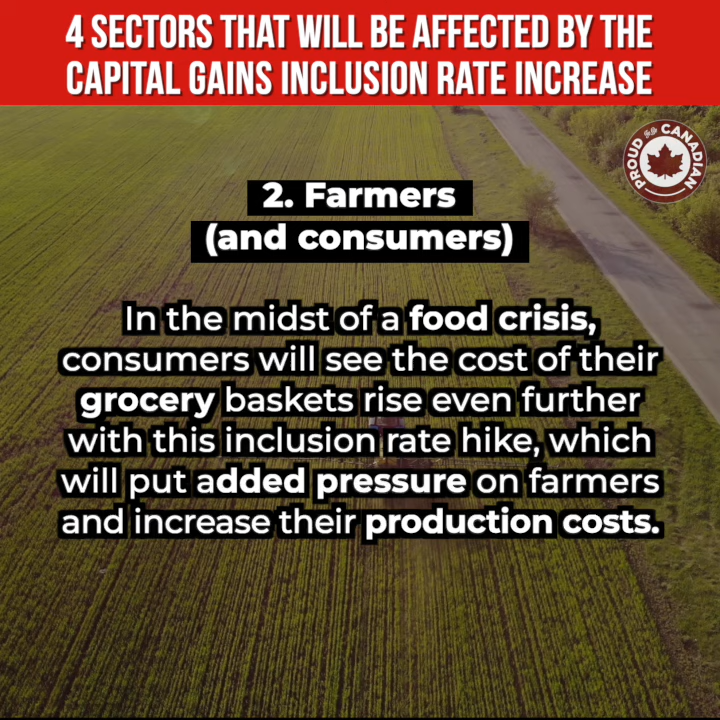 4 SECTORS THAT WILL BE AFFECTED BY THE
CAPITAL GAINS INCLUSION RATE INCREASE
PROUD To Be CANADIAN
2. Farmers
(and consumers)
In the midst of a food crisis,
consumers will see the cost of their
grocery baskets rise even further
with this inclusion rate hike, which
will put added pressure on farmers
and increase their production costs.